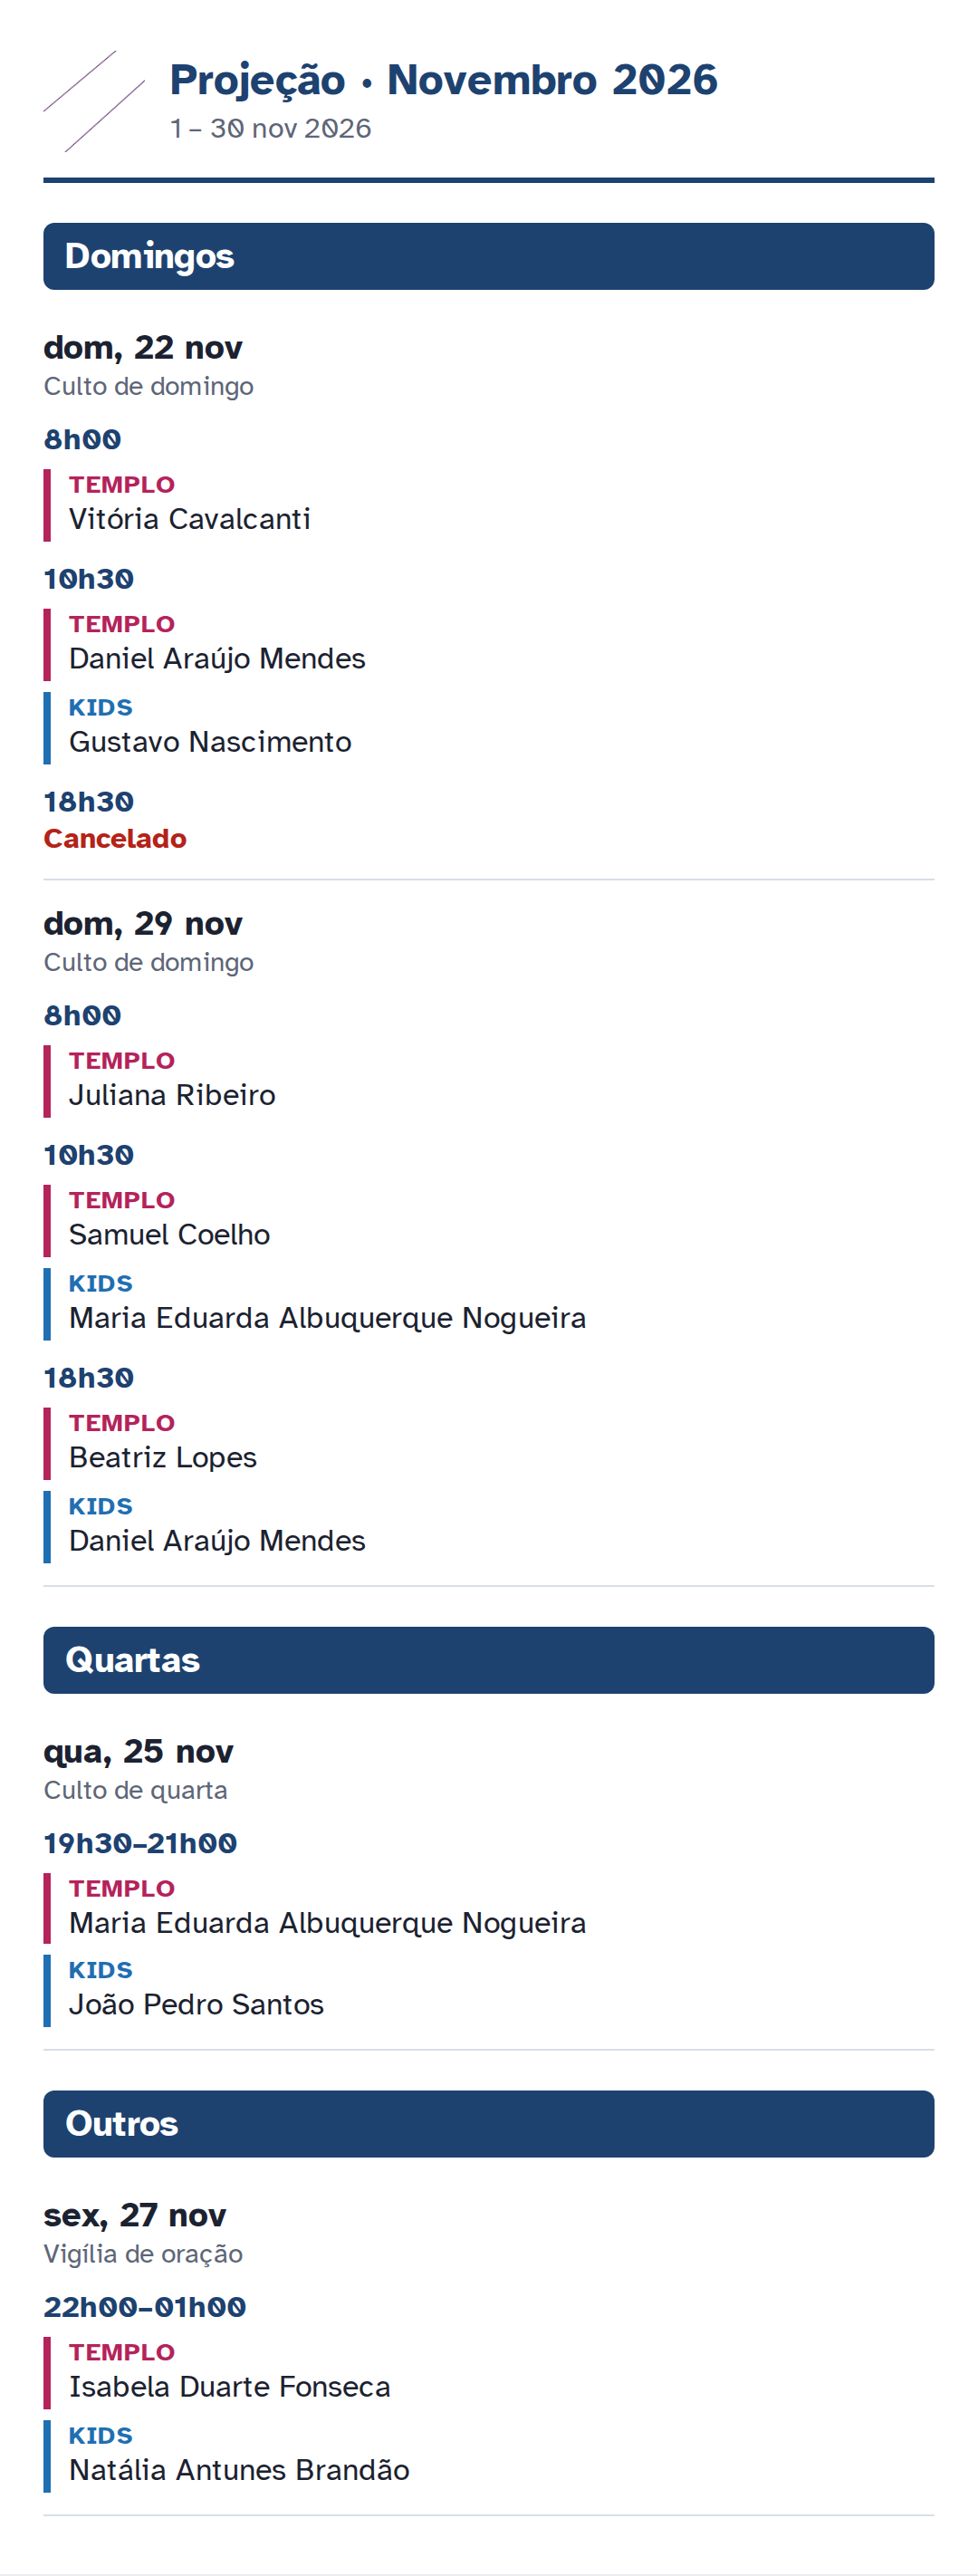 Projeção · Novembro 2026
1 – 30 nov 2026
Domingos
dom, 22 nov
Culto de domingo
8h00
TEMPLO
Vitória Cavalcanti
10h30
TEMPLO
Daniel Araújo Mendes
KIDS
Gustavo Nascimento
18h30
Cancelado
dom, 29 nov
Culto de domingo
8h00
TEMPLO
Juliana Ribeiro
10h30
TEMPLO
Samuel Coelho
KIDS
Maria Eduarda Albuquerque Nogueira
18h30
TEMPLO
Beatriz Lopes
KIDS
Daniel Araújo Mendes
Quartas
qua, 25 nov
Culto de quarta
19h30–21h00
TEMPLO
Maria Eduarda Albuquerque Nogueira
KIDS
João Pedro Santos
Outros
sex, 27 nov
Vigília de oração
22h00–01h00
TEMPLO
Isabela Duarte Fonseca
KIDS
Natália Antunes Brandão